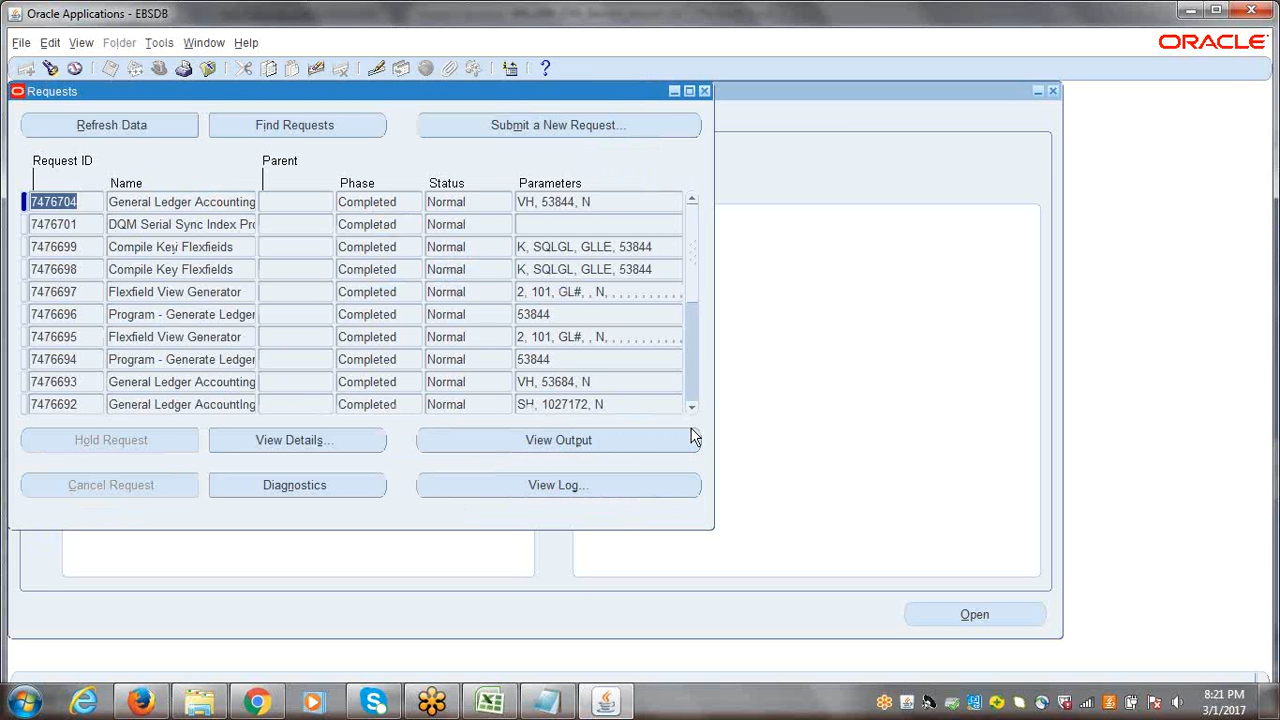 Oracle Applications - EBSDB
File Edit View Folder Tools Window Help
ORACLE
Requests
Refresh Data Find Requests Submit a New Request...
Request ID Parent
Name Phase Status Parameters
7476704 General Ledger Accounting Completed Normal VH, 53844, N
7476701 DQM Serial Sync Index Pro Completed Normal
7476699 Compile Key Flexfields Completed Normal K, SQLGL, GLLE, 53844
7476698 Compile Key Flexfields Completed Normal K, SQLGL, GLLE, 53844
7476697 Flexfield View Generator Completed Normal 2, 101, GL#, , N, , , , , , , , , ,
7476696 Program - Generate Ledger Completed Normal 53844
7476695 Flexfield View Generator Completed Normal 2, 101, GL#, , N, , , , , , , , , ,
7476694 Program - Generate Ledger Completed Normal 53844
7476693 General Ledger Accounting Completed Normal VH, 53684, N
7476692 General Ledger Accounting Completed Normal SH, 1027172, N
Hold Request View Details... View Output
Cancel Request Diagnostics View Log...
Open
8:21 PM
3/1/2017